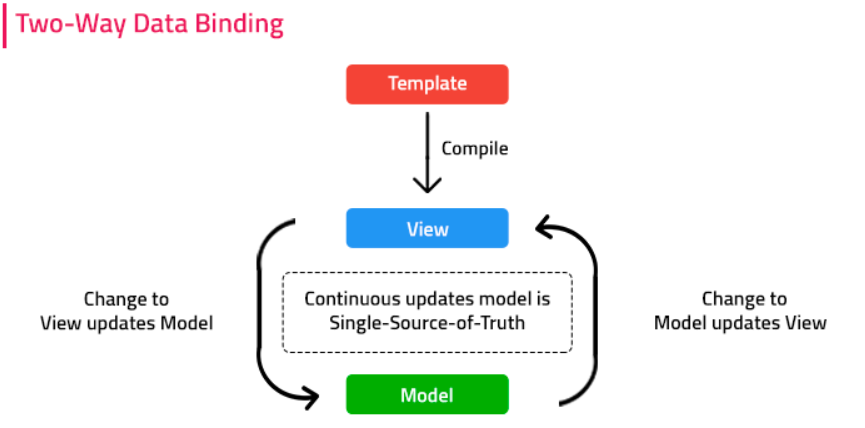 Two-Way Data Binding
Template
Compile
View
Change to
View updates Model
Continuous updates model is
Single-Source-of-Truth
Change to
Model updates View
Model